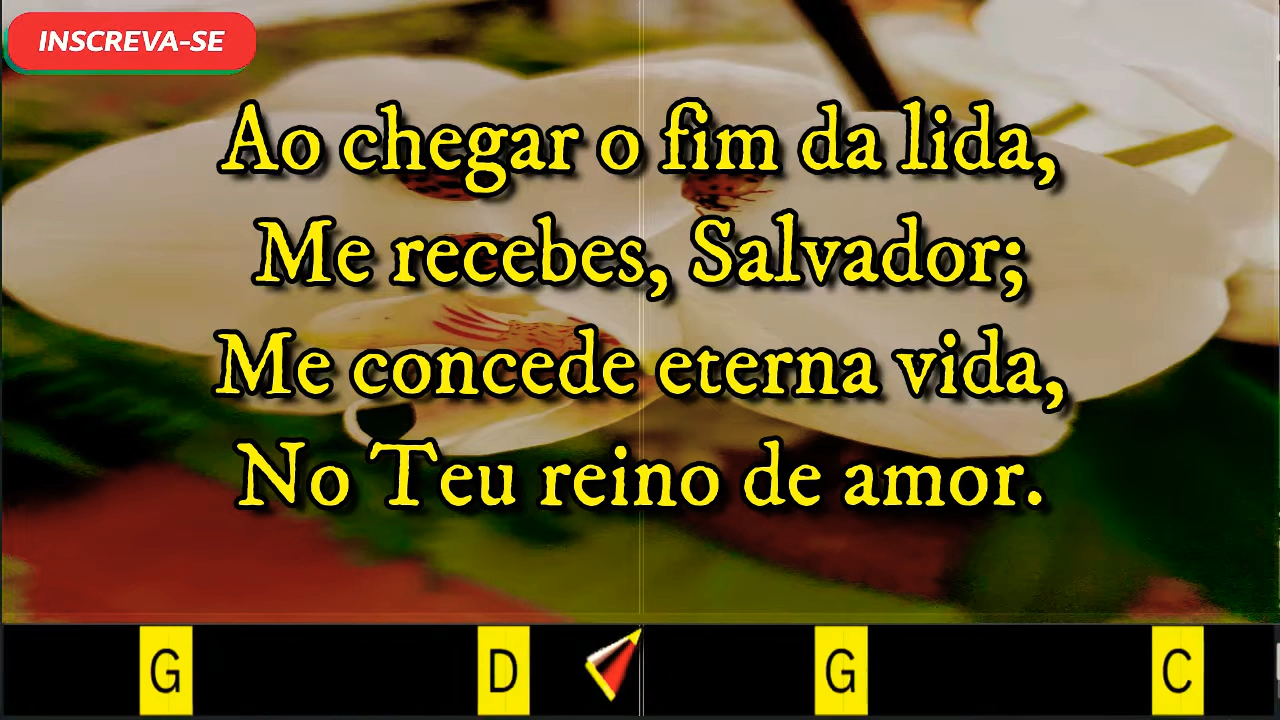 INSCREVA-SE
Ao chegar o fim da lida,
Me recebes, Salvador;
Me concede eterna vida,
No Teu reino de amor.
G D G C